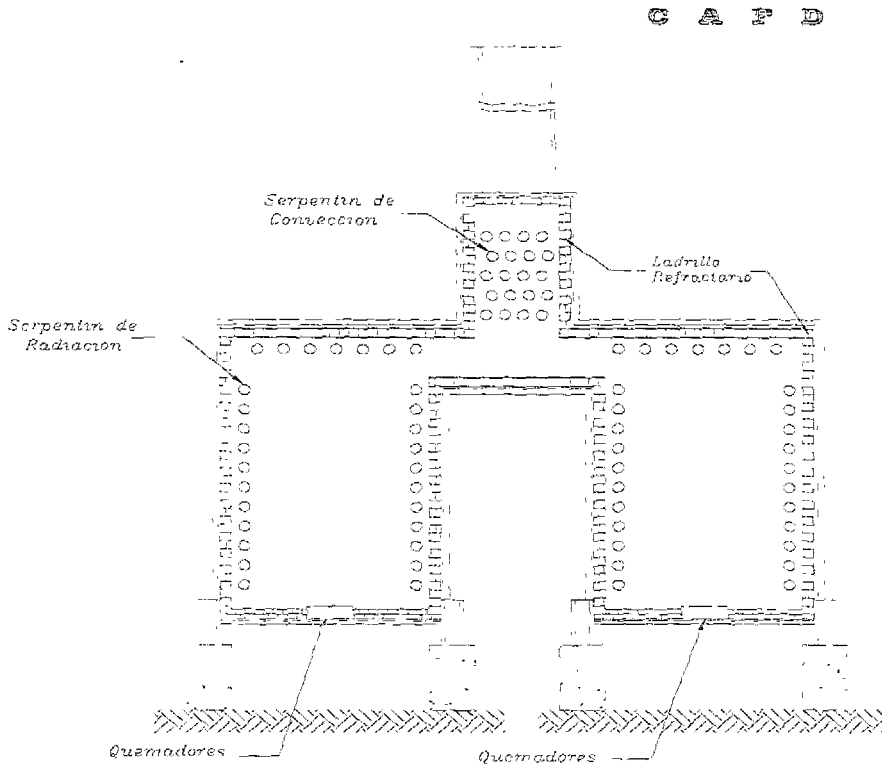 C A P D
Serpentin de
Conveccion
Ladrillo
Refractario
Serpentin de
Radiacion
Quemadores
Quemadores